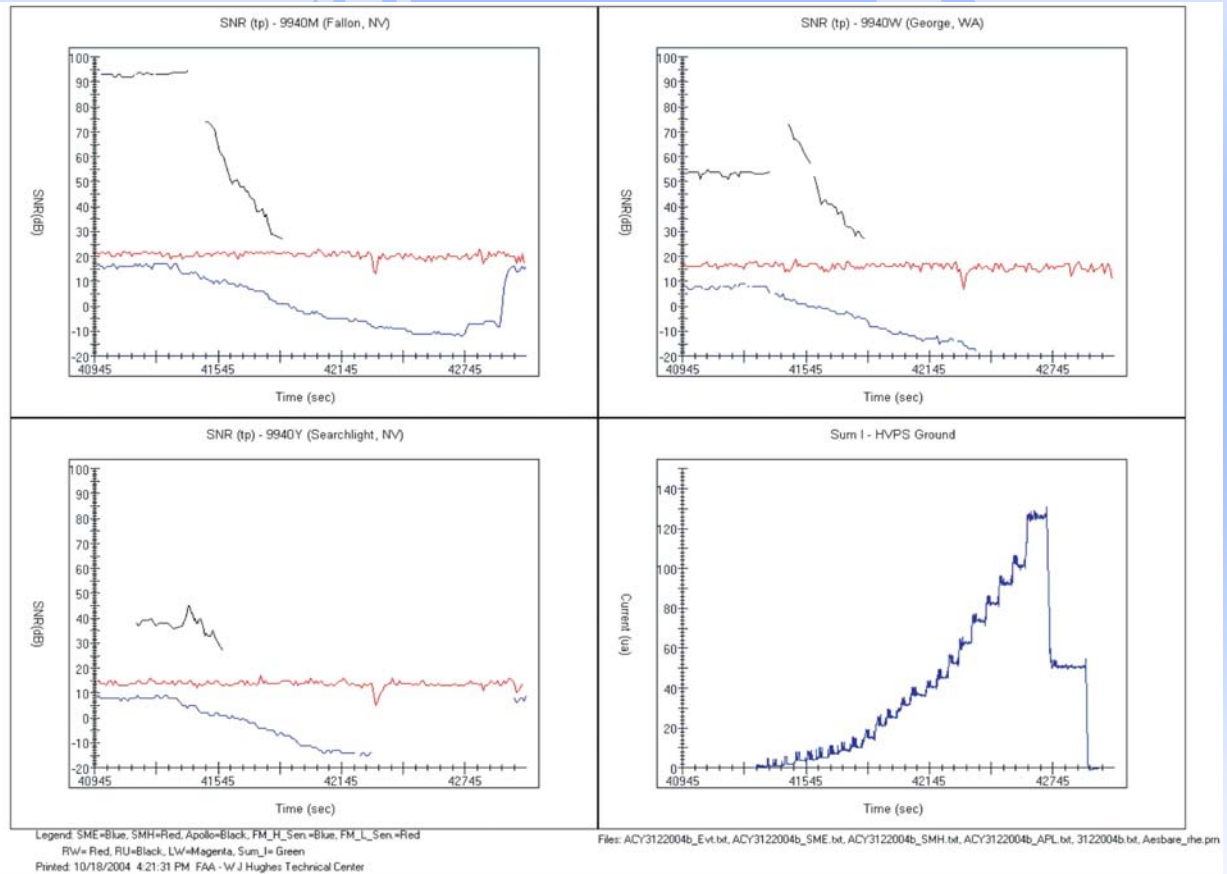 SNR (tp) - 9940M (Fallon, NV)
100
90
80
70
60
50
40
30
20
10
0
-10
-20
SNR(dB)
40945 41545 42145 42745
Time (sec)
SNR (tp) - 9940W (George, WA)
100
90
80
70
60
50
40
30
20
10
0
-10
-20
SNR(dB)
40945 41545 42145 42745
Time (sec)
SNR (tp) - 9940Y (Searchlight, NV)
100
90
80
70
60
50
40
30
20
10
0
-10
-20
SNR(dB)
40945 41545 42145 42745
Time (sec)
Sum I - HVPS Ground
140
120
100
80
60
40
20
0
Current (ua)
40945 41545 42145 42745
Time (sec)
Legend: SME=Blue, SMH=Red, Apollo=Black, FM_H_Sen.=Blue, FM_L_Sen.=Red
RW= Red, RU=Black, LW=Magenta, Sum_I= Green
Printed: 10/18/2004 4:21:31 PM FAA - W J Hughes Technical Center
Files: ACY3122004b_Evt.txt, ACY3122004b_SME.txt, ACY3122004b_SMH.txt, ACY3122004b_APL.txt, 3122004b.txt, Aesbare_rhe.prn